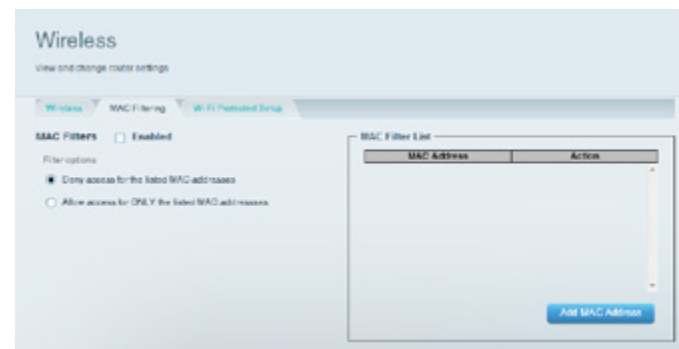 Wireless
View and change router settings
Wireless
MAC Filtering
Wi-Fi Protected Setup
MAC Filters
Enabled
Filter options
Deny access for the listed MAC addresses
Allow access for ONLY the listed MAC addresses
MAC Filter List
MAC Address
Action
Add MAC Address